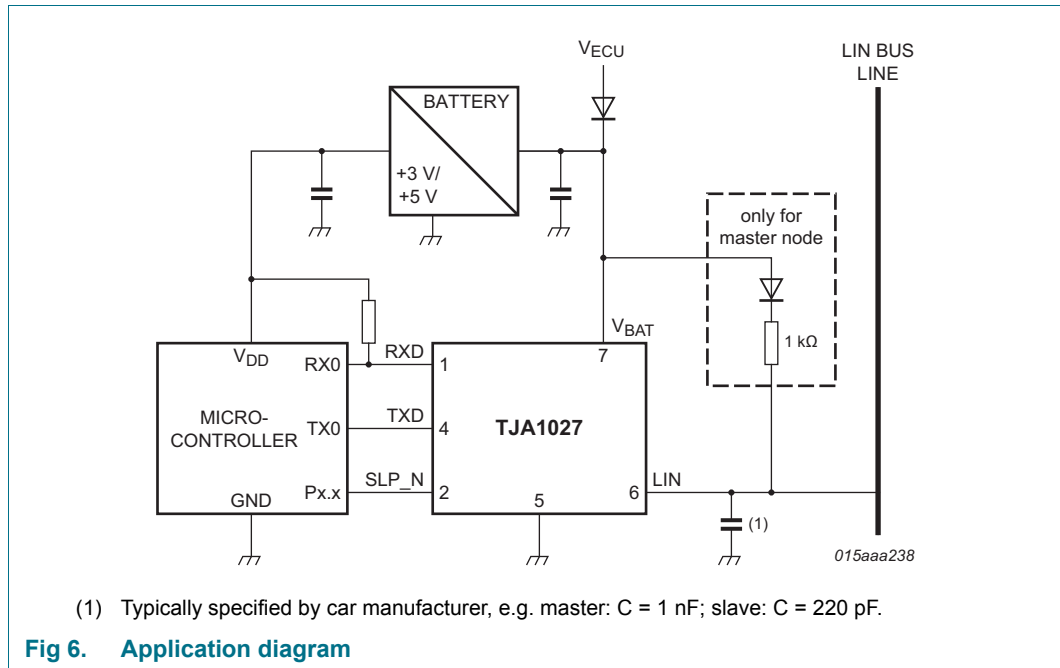 VECU
LIN BUS
LINE
BATTERY
+3 V/
+5 V
only for
master node
1 kΩ
VBAT
7
VDD
RX0
RXD
1
MICRO-
CONTROLLER
TX0
TXD
4
TJA1027
GND
Px.x
SLP_N
2
5
6
LIN
(1)
015aaa238
(1) Typically specified by car manufacturer, e.g. master: C = 1 nF; slave: C = 220 pF.
Fig 6. Application diagram